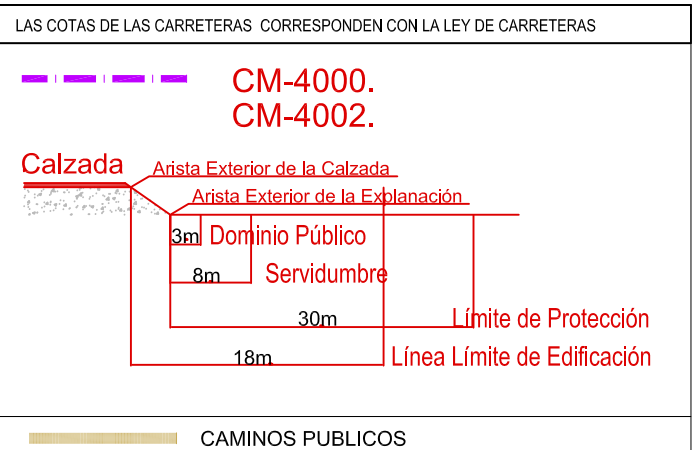 LAS COTAS DE LAS CARRETERAS CORRESPONDEN CON LA LEY DE CARRETERAS
CM-4000.
CM-4002.
Calzada
Arista Exterior de la Calzada
Arista Exterior de la Explanación
3m Dominio Público
8m Servidumbre
30m Límite de Protección
18m Línea Límite de Edificación
CAMINOS PUBLICOS